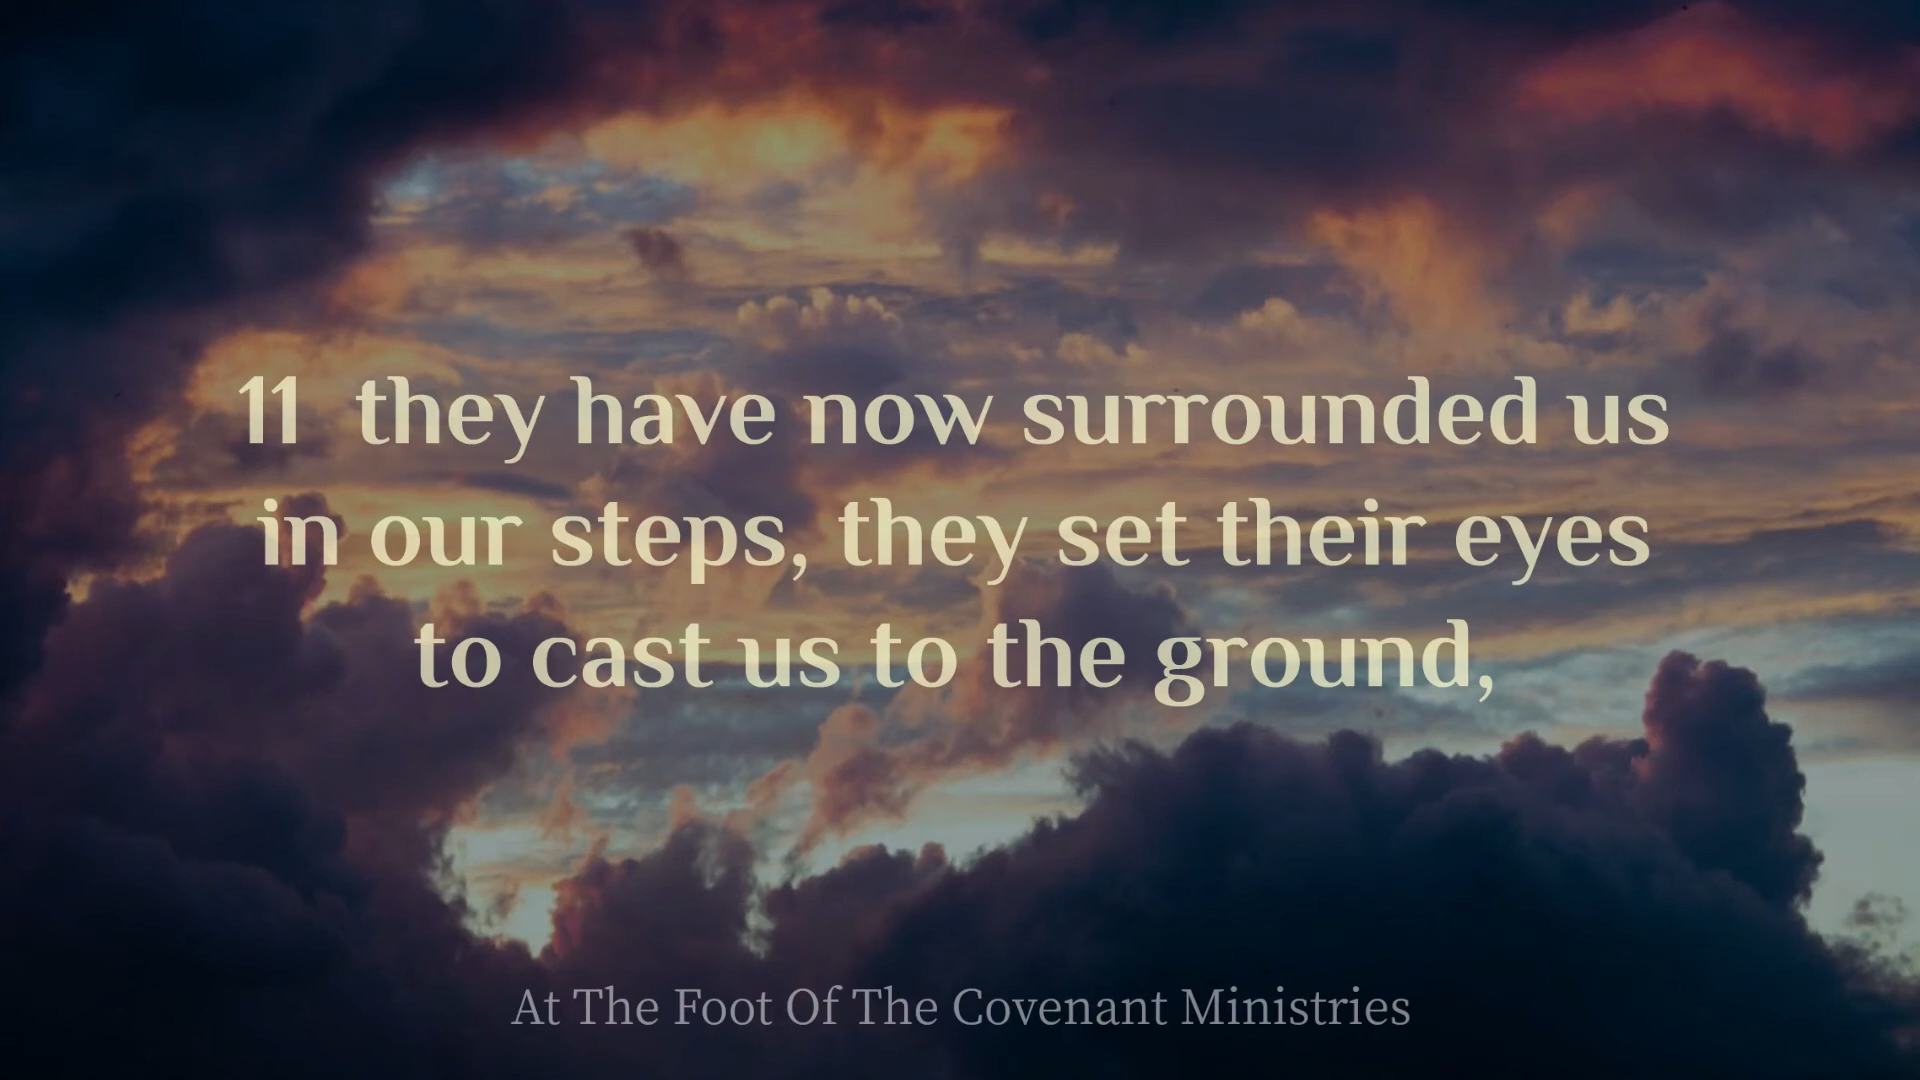 11 they have now surrounded us
in our steps, they set their eyes
to cast us to the ground,
At The Foot Of The Covenant Ministries